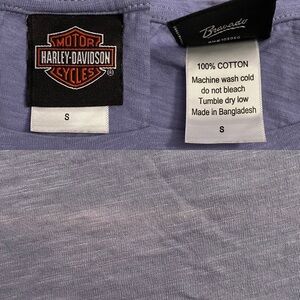 MOTOR
HARLEY-DAVIDSON
CYCLES
®
S
Bravado
100% COTTON
Machine wash cold
do not bleach
Tumble dry low
Made in Bangladesh
S